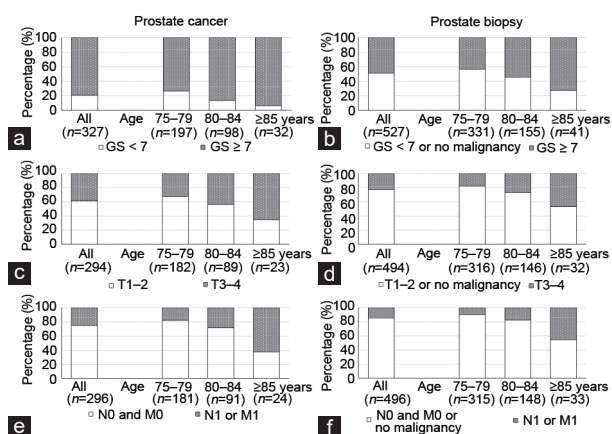 Prostate cancer
Prostate biopsy
Percentage (%)
100
80
60
40
20
0
All Age 75–79 80–84 ≥85 years
(n=327) (n=197) (n=98) (n=32)
GS < 7 GS ≥ 7
a
Percentage (%)
100
80
60
40
20
0
All Age 75–79 80–84 ≥85 years
(n=527) (n=331) (n=155) (n=41)
GS < 7 or no malignancy GS ≥ 7
b
Percentage (%)
100
80
60
40
20
0
All Age 75–79 80–84 ≥85 years
(n=294) (n=182) (n=89) (n=23)
T1–2 T3–4
c
Percentage (%)
100
80
60
40
20
0
All Age 75–79 80–84 ≥85 years
(n=494) (n=316) (n=146) (n=32)
T1–2 or no malignancy T3–4
d
Percentage (%)
100
80
60
40
20
0
All Age 75–79 80–84 ≥85 years
(n=296) (n=181) (n=91) (n=24)
N0 and M0 N1 or M1
e
Percentage (%)
100
80
60
40
20
0
All Age 75–79 80–84 ≥85 years
(n=496) (n=315) (n=148) (n=33)
N0 and M0 or
no malignancy N1 or M1
f